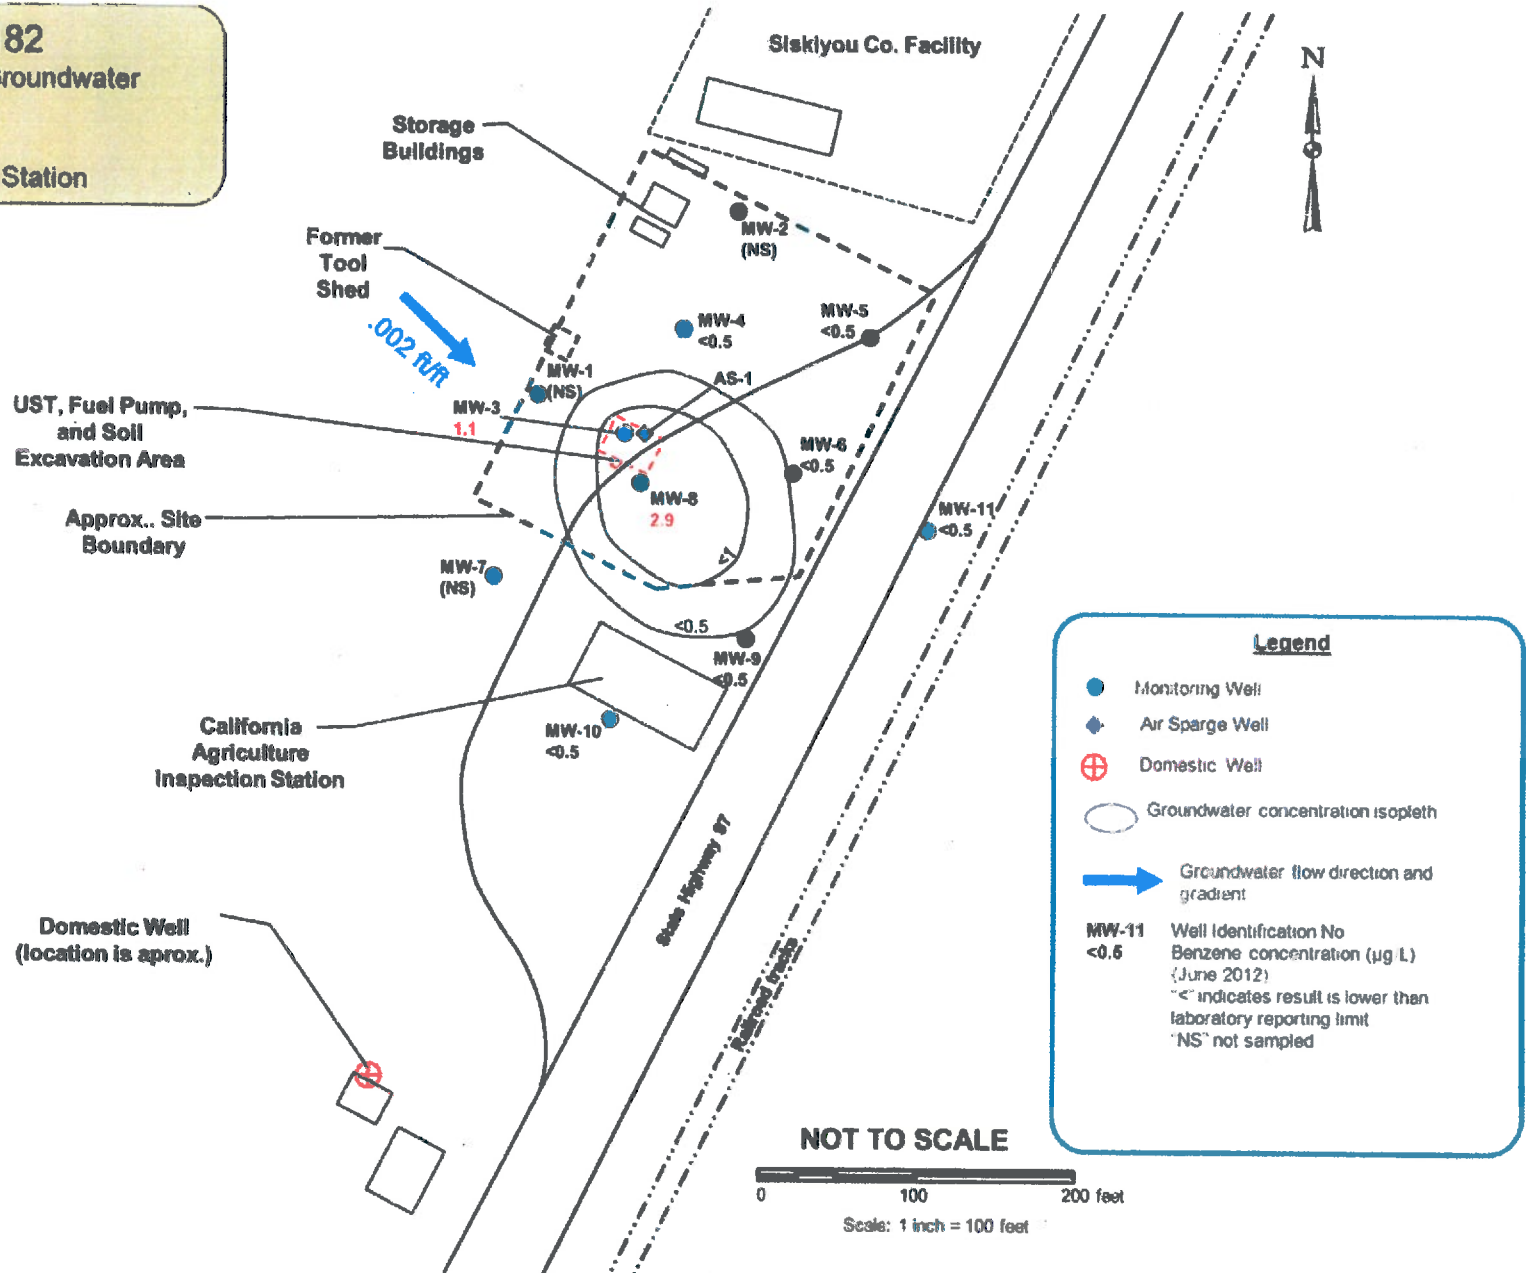 82
Groundwater
Station
Siskiyou Co. Facility
N
Storage
Buildings
MW-2
(NS)
Former
Tool
Shed
.002 ft/ft
MW-4
<0.5
MW-5
<0.5
MW-1
(NS)
AS-1
MW-3
1.1
UST, Fuel Pump,
and Soil
Excavation Area
MW-6
<0.5
MW-8
2.9
MW-11
<0.5
Approx.. Site
Boundary
<1
MW-7
(NS)
<0.5
MW-9
<0.5
California
Agriculture
Inspection Station
MW-10
<0.5
State Highway 97
Railroad tracks
Domestic Well
(location is aprox.)
Legend
Monitoring Well
Air Sparge Well
Domestic Well
Groundwater concentration isopleth
Groundwater flow direction and
gradient
MW-11 Well Identification No
<0.5 Benzene concentration (µg/L)
(June 2012)
"<" indicates result is lower than
laboratory reporting limit
"NS" not sampled
NOT TO SCALE
0 100 200 feet
Scale: 1 inch = 100 feet